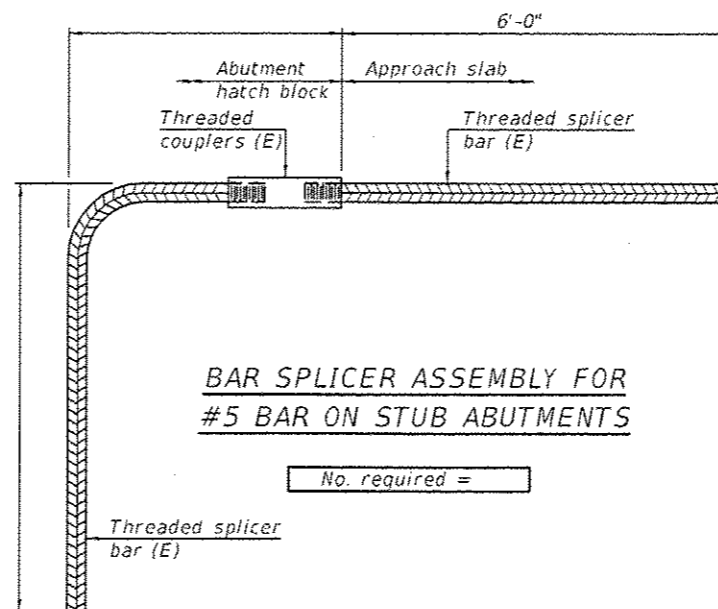 6'-0"
Abutment
hatch block
Approach slab
Threaded
couplers (E)
Threaded splicer
bar (E)
BAR SPLICER ASSEMBLY FOR
#5 BAR ON STUB ABUTMENTS
No. required =
Threaded splicer
bar (E)